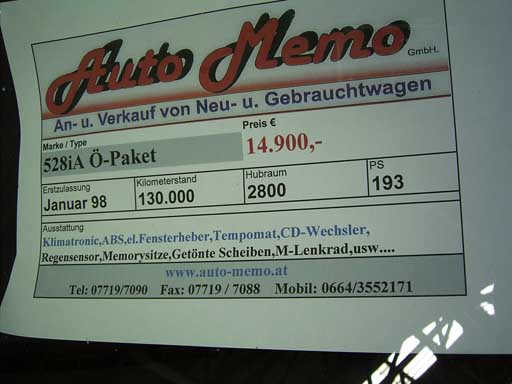 Auto Memo GmbH.
An- u. Verkauf von Neu- u. Gebrauchtwagen
Marke / Type
Preis €
528iA Ö-Paket
14.900,-
Erstzulassung
Kilometerstand
Hubraum
PS
Januar 98
130.000
2800
193
Ausstattung
Klimatronic,ABS,el.Fensterheber,Tempomat,CD-Wechsler,
Regensensor,Memorysitze,Getönte Scheiben,M-Lenkrad,usw....
www.auto-memo.at
Tel: 07719/7090 Fax: 07719 / 7088 Mobil: 0664/3552171